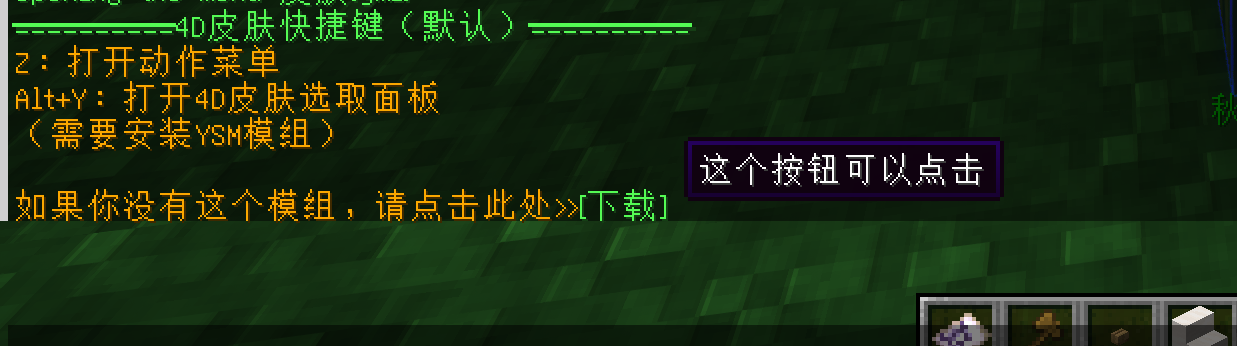 ==========4D皮肤快捷键（默认）==========
Z：打开动作菜单
Alt+Y：打开4D皮肤选取面板
（需要安装YSM模组）
这个按钮可以点击
如果你没有这个模组，请点击此处>>[下载]
秋